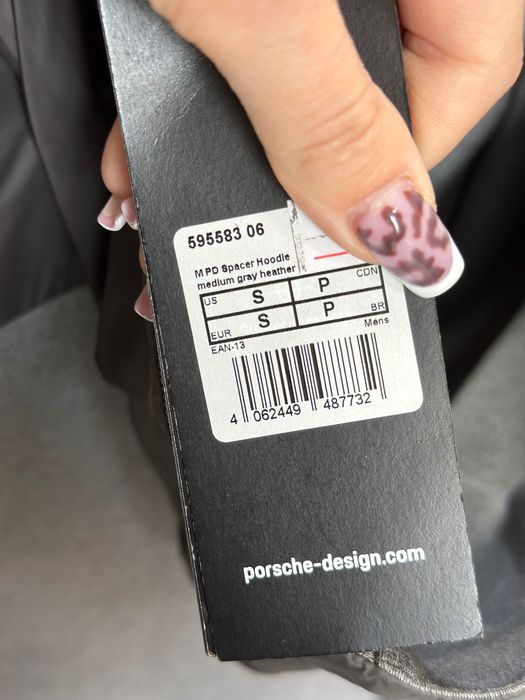 595583 06
M PD Spacer Hoodie
medium gray heather
US S P CDN
EUR S P BR
EAN-13 Mens
4 062449 487732
porsche-design.com